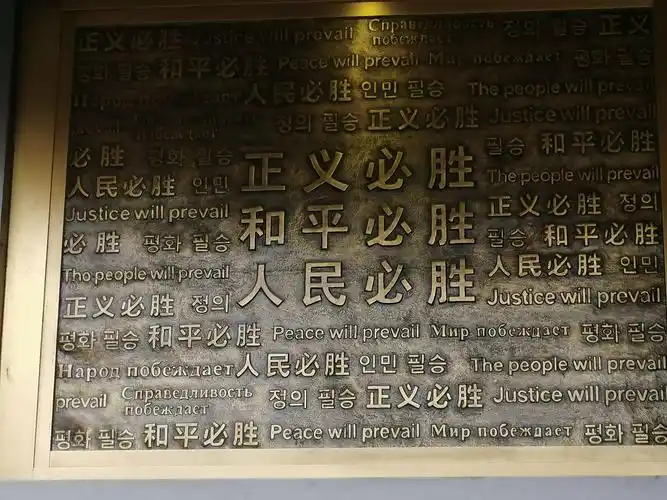 正义必胜 Justice will prevail Справедливость побеждает 정의 필승 正义
평화 필승 和平必胜 Peace will prevail Мир побеждает 평화 필승
Народ побеждает 人民必胜 인민 필승 The people will prevail
побеждает 정의 필승 正义必胜 Justice will prevail
必胜 평화 필승
人民必胜 인민
Justice will prevail
必胜 평화 필승
The people will prevail
正义必胜 정의
正义必胜
和平必胜
人民必胜
필승 和平必胜
The people will prevail
正义必胜 정의
필승 和平必胜
人民必胜 인민
Justice will prevail
평화 필승 和平必胜 Peace will prevail Мир побеждает 평화 필승
Народ побеждает 人民必胜 인민 필승 The people will prevail
prevail Справедливость побеждает 정의 필승 正义必胜 Justice will prevail
평화 필승 和平必胜 Peace will prevail Мир побеждает 평화 필승